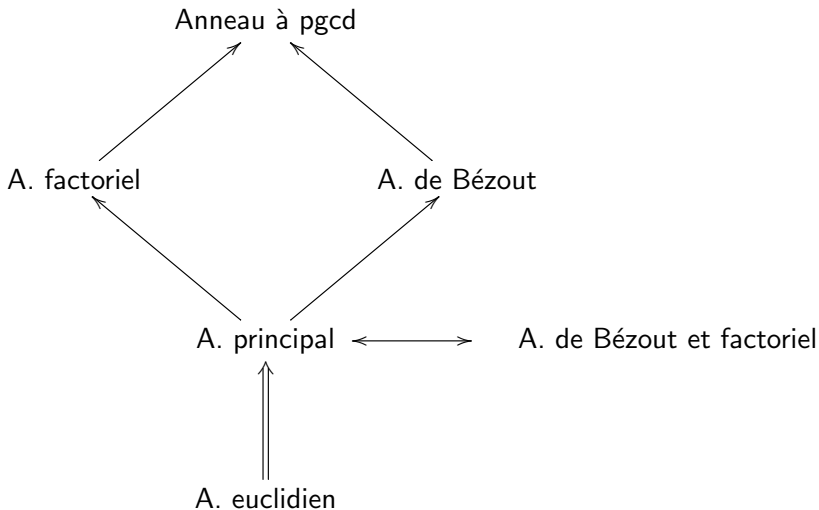 Anneau à pgcd
A. factoriel
A. de Bézout
A. principal
A. de Bézout et factoriel
A. euclidien